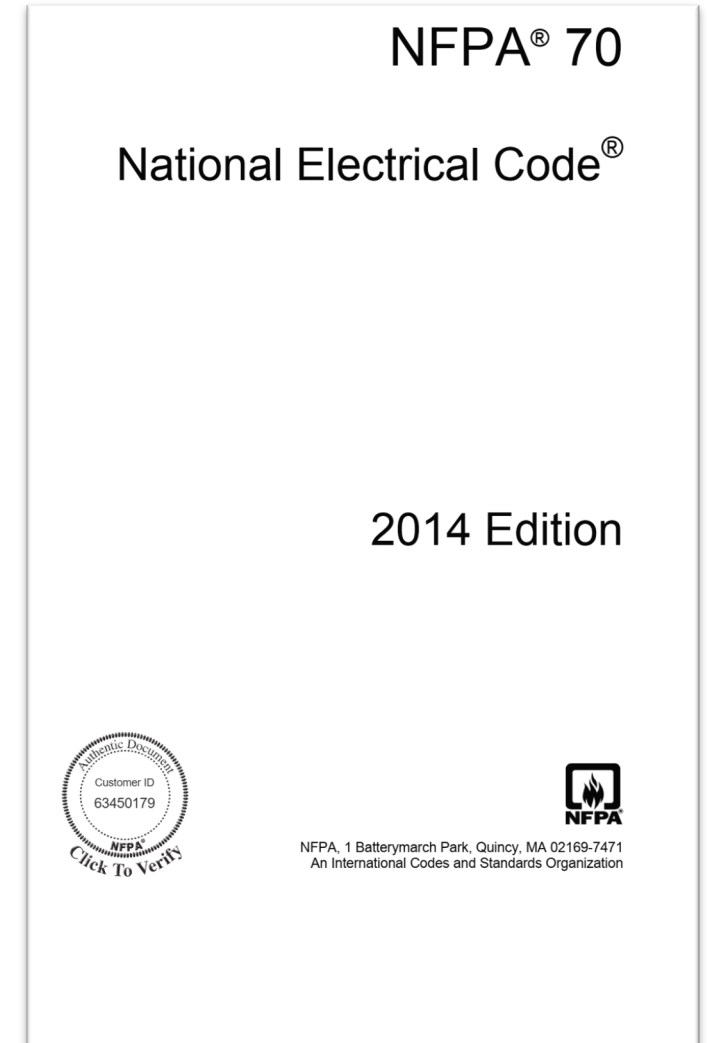 NFPA® 70
National Electrical Code®
2014 Edition
Authentic Document
Customer ID
63450179
NFPA®
Click To Verify
NFPA®
NFPA, 1 Batterymarch Park, Quincy, MA 02169-7471
An International Codes and Standards Organization